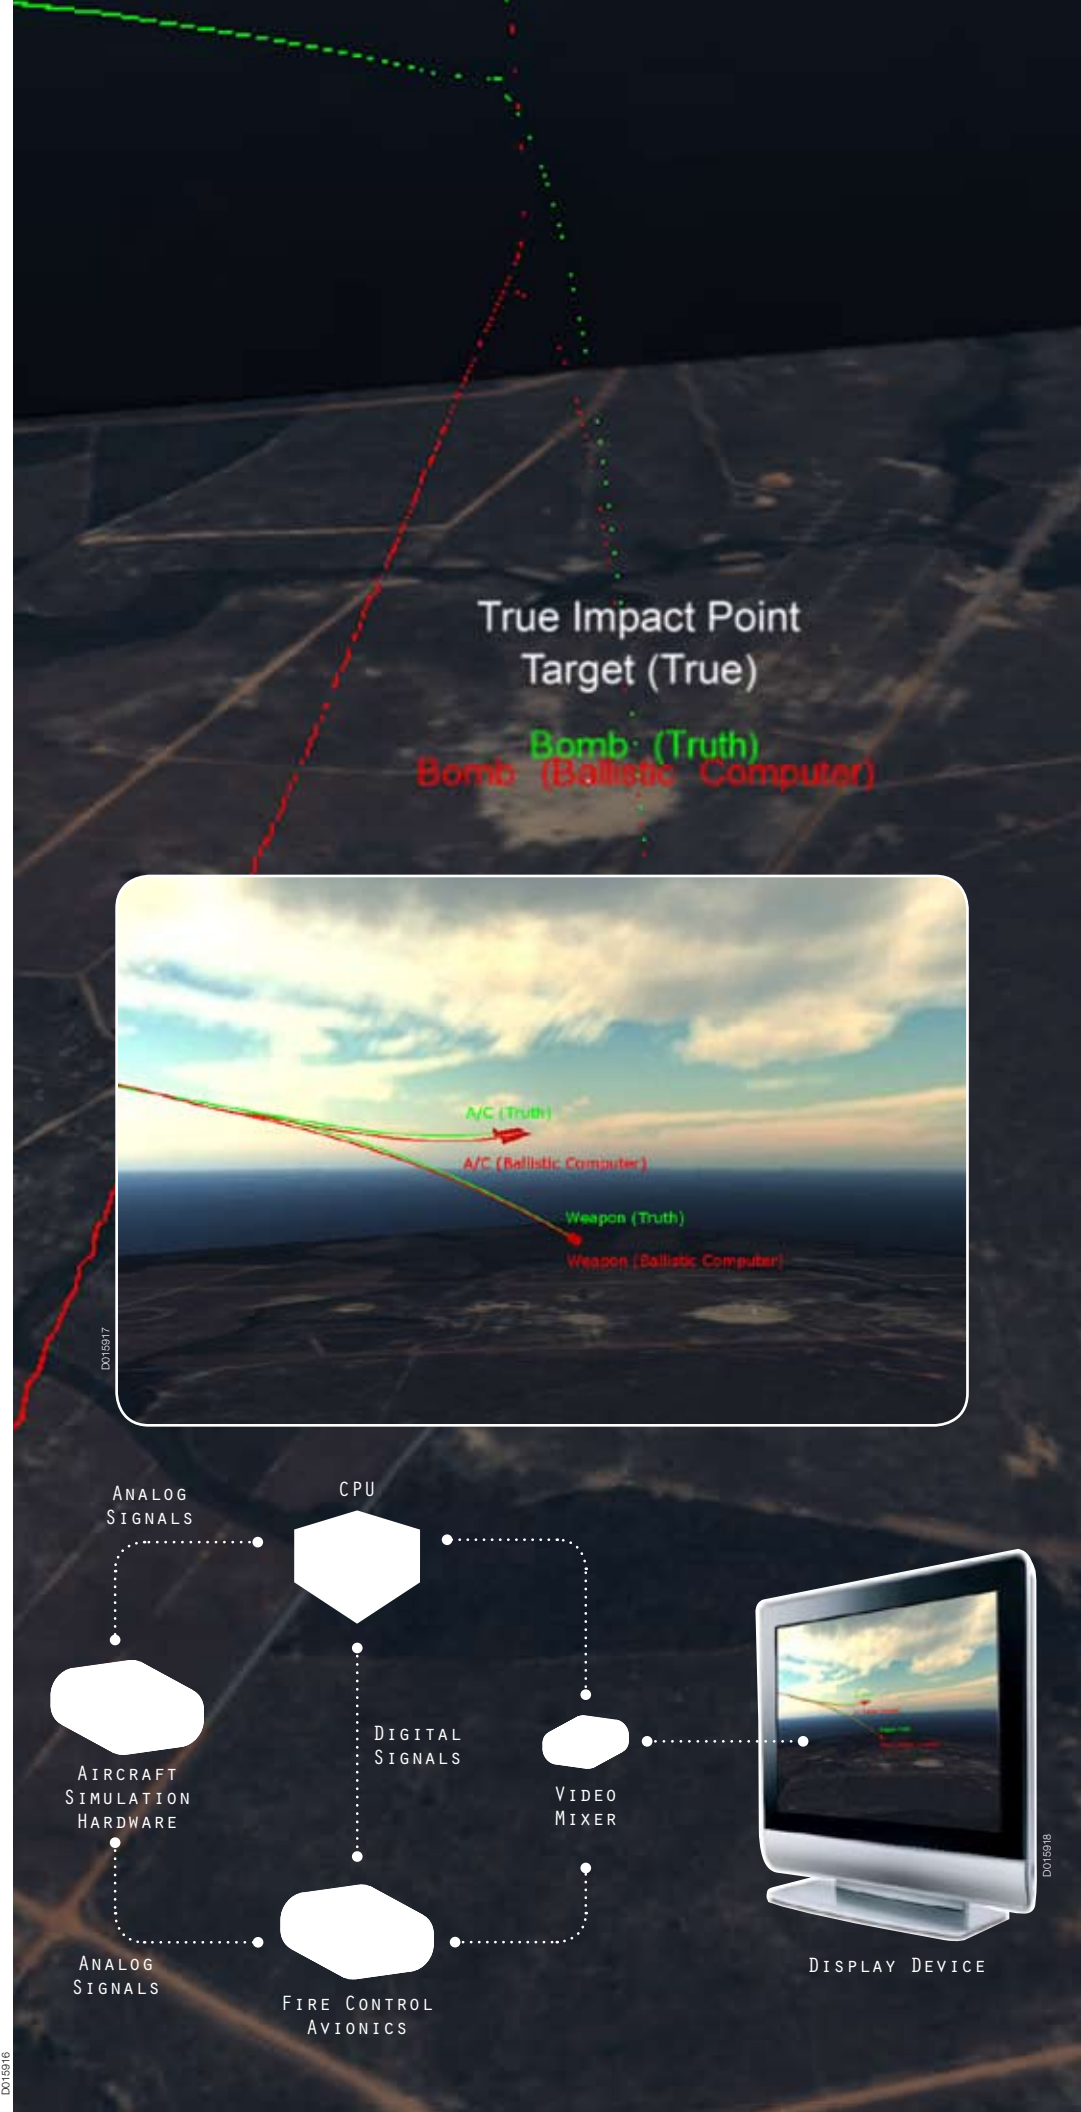 True Impact Point
Target (True)
Bomb (Truth)
Bomb (Ballistic Computer)
A/C (Truth)
A/C (Ballistic Computer)
Weapon (Truth)
Weapon (Ballistic Computer)
D015917
ANALOG
SIGNALS
CPU
DIGITAL
SIGNALS
AIRCRAFT
SIMULATION
HARDWARE
VIDEO
MIXER
D015918
ANALOG
SIGNALS
FIRE CONTROL
AVIONICS
DISPLAY DEVICE
D015916